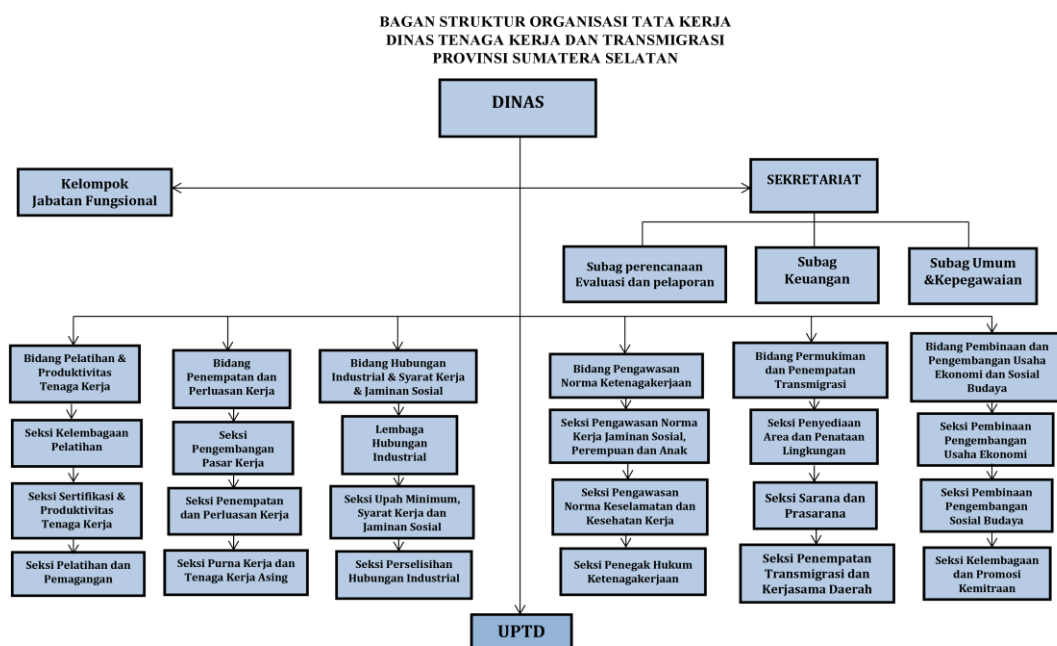 BAGAN STRUKTUR ORGANISASI TATA KERJA
DINAS TENAGA KERJA DAN TRANSMIGRASI
PROVINSI SUMATERA SELATAN
DINAS
Kelompok
Jabatan Fungsional
SEKRETARIAT
Subag perencanaan
Evaluasi dan pelaporan
Subag
Keuangan
Subag Umum
&Kepegawaian
Bidang Pelatihan &
Produktivitas
Tenaga Kerja
Bidang
Penempatan dan
Perluasan Kerja
Bidang Hubungan
Industrial & Syarat Kerja
& Jaminan Sosial
Bidang Pengawasan
Norma Ketenagakerjaan
Bidang Permukiman
dan Penempatan
Transmigrasi
Bidang Pembinaan dan
Pengembangan Usaha
Ekonomi dan Sosial
Budaya
Seksi Kelembagaan
Pelatihan
Seksi
Pengembangan
Pasar Kerja
Lembaga
Hubungan
Industrial
Seksi Pengawasan Norma
Kerja Jaminan Sosial,
Perempuan dan Anak
Seksi Penyediaan
Area dan Penataan
Lingkungan
Seksi Pembinaan
Pengembangan
Usaha Ekonomi
Seksi Sertifikasi &
Produktivitas
Tenaga Kerja
Seksi Penempatan
dan Perluasan Kerja
Seksi Upah Minimum,
Syarat Kerja dan
Jaminan Sosial
Seksi Pengawasan
Norma Keselamatan dan
Kesehatan Kerja
Seksi Sarana dan
Prasarana
Seksi Pembinaan
Pengembangan
Sosial Budaya
Seksi Pelatihan dan
Pemagangan
Seksi Purna Kerja dan
Tenaga Kerja Asing
Seksi Perselisihan
Hubungan Industrial
Seksi Penegak Hukum
Ketenagakerjaan
Seksi Penempatan
Transmigrasi dan
Kerjasama Daerah
Seksi Kelembagaan
dan Promosi
Kemitraan
UPTD